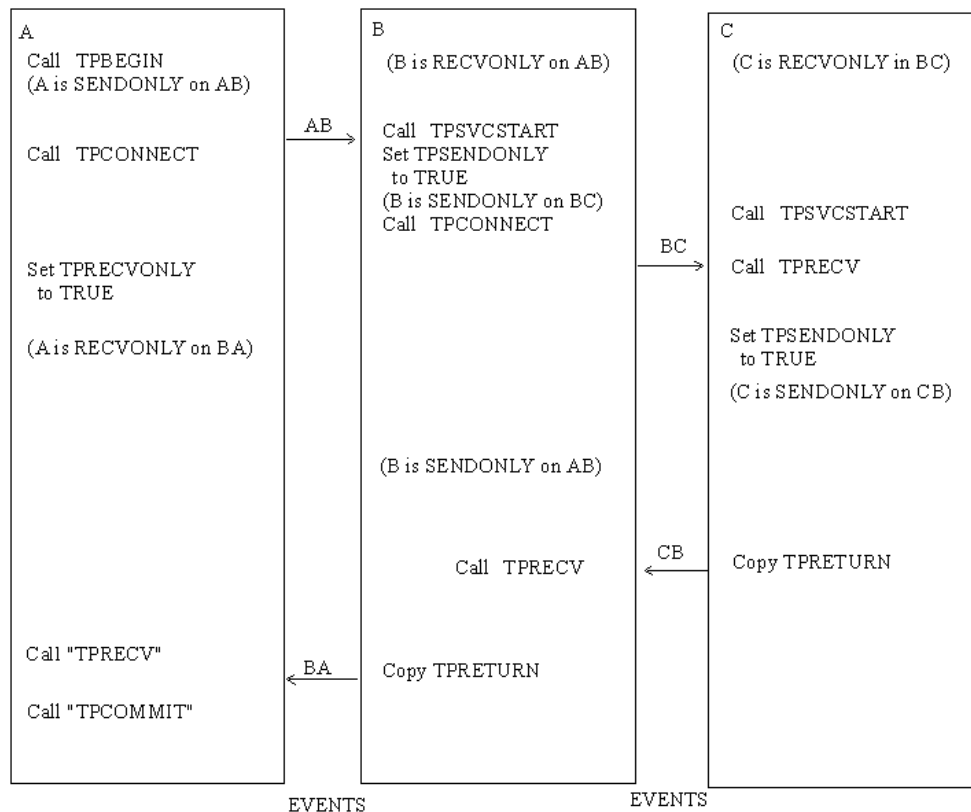 A
Call TPBEGIN
(A is SENDONLY on AB)
Call TPCONNECT
Set TPRECVONLY
to TRUE
(A is RECVONLY on BA)
Call "TPRECV"
Call "TPCOMMIT"
AB
BA
EVENTS
B
(B is RECVONLY on AB)
Call TPSVCSTART
Set TPSENDONLY
to TRUE
(B is SENDONLY on BC)
Call TPCONNECT
(B is SENDONLY on AB)
Call TPRECV
Copy TPRETURN
BC
CB
EVENTS
C
(C is RECVONLY in BC)
Call TPSVCSTART
Call TPRECV
Set TPSENDONLY
to TRUE
(C is SENDONLY on CB)
Copy TPRETURN